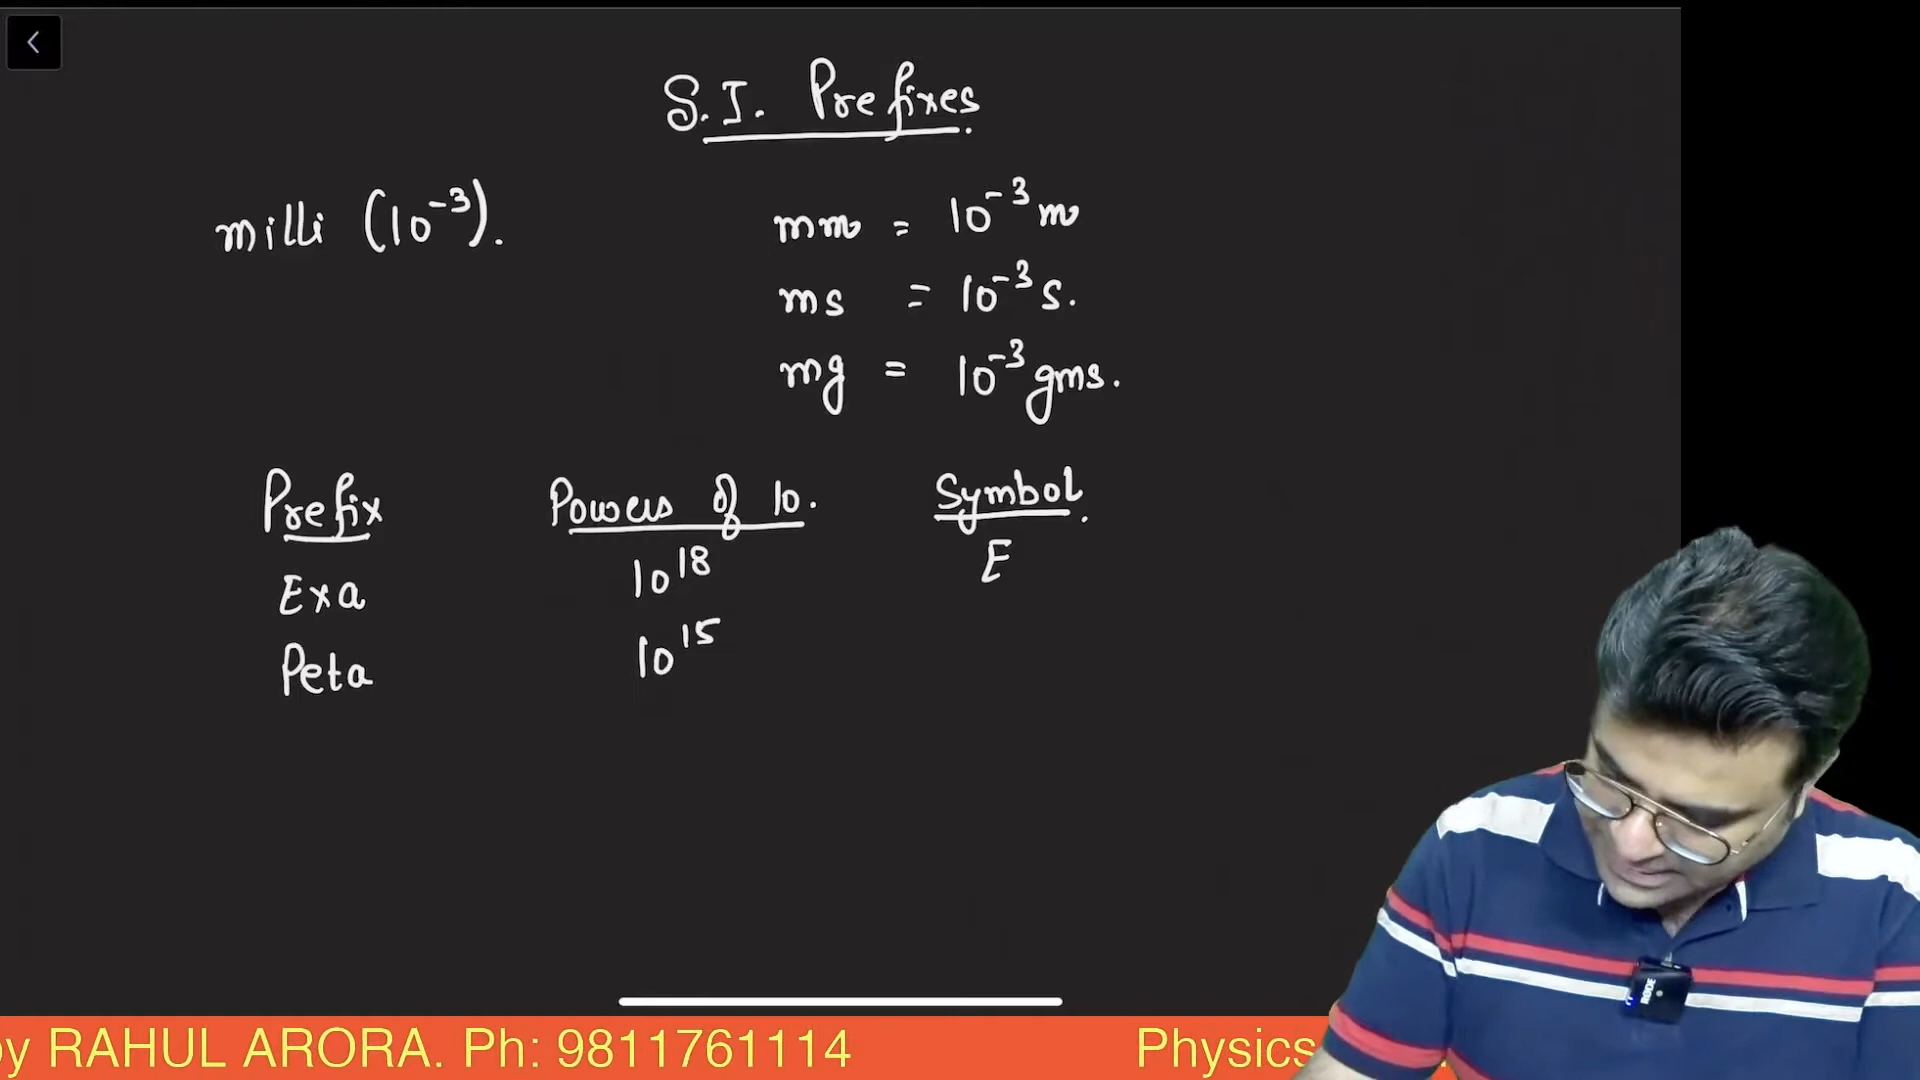 S.I. Prefixes.
milli (10⁻³).
mm = 10⁻³ m
ms = 10⁻³ s.
mg = 10⁻³ gms.
Prefix Powers of 10. Symbol.
Exa 10¹⁸ E
Peta 10¹⁵
RODE
by RAHUL ARORA. Ph: 9811761114 Physics